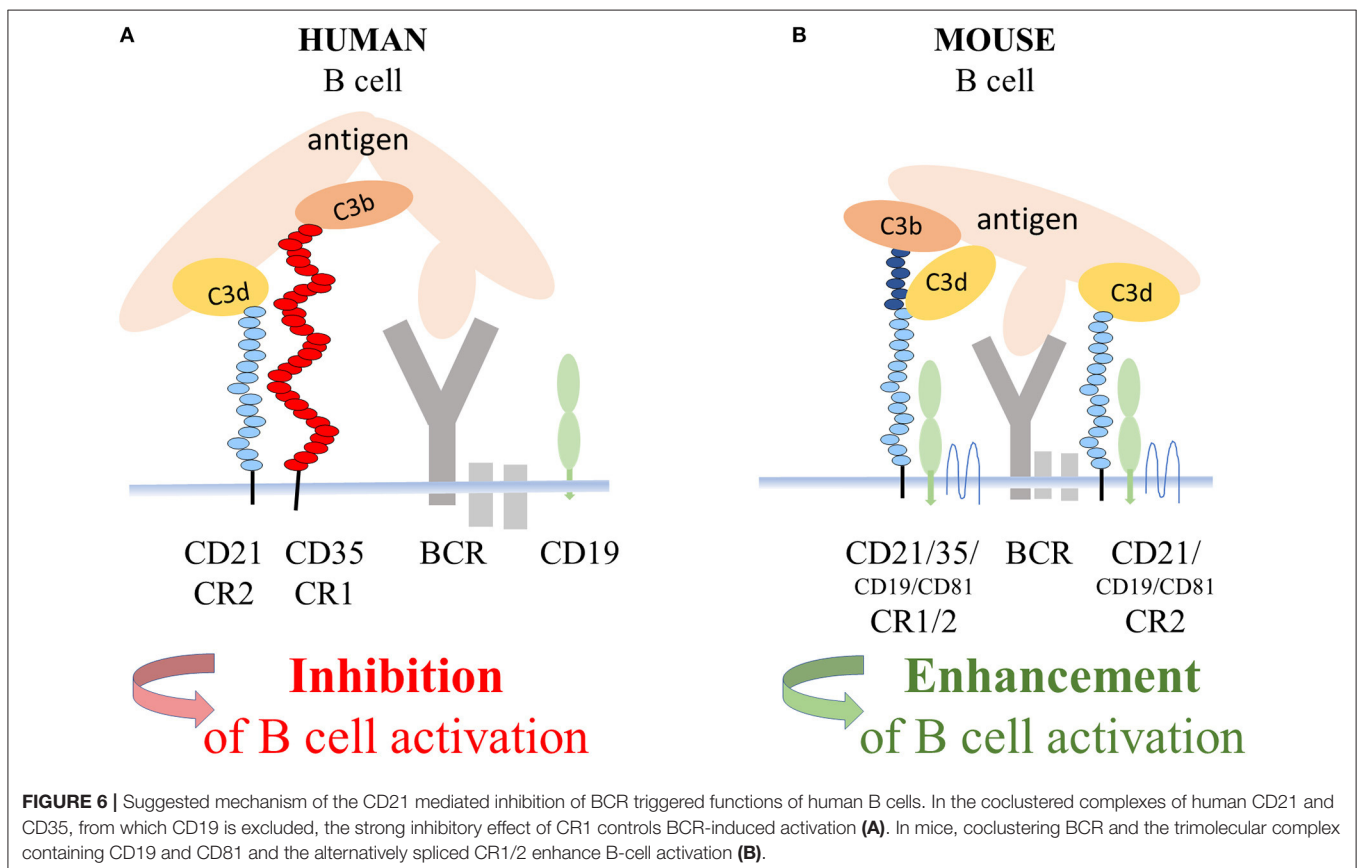 A
HUMAN
B cell
antigen
C3b
C3d
CD21 CD35 BCR CD19
CR2 CR1
Inhibition
of B cell activation
B
MOUSE
B cell
C3b
antigen
C3d
C3d
CD21/35/ BCR CD21/
CD19/CD81 CD19/CD81
CR1/2 CR2
Enhancement
of B cell activation
FIGURE 6 | Suggested mechanism of the CD21 mediated inhibition of BCR triggered functions of human B cells. In the coclustered complexes of human CD21 and
CD35, from which CD19 is excluded, the strong inhibitory effect of CR1 controls BCR-induced activation (A). In mice, coclustering BCR and the trimolecular complex
containing CD19 and CD81 and the alternatively spliced CR1/2 enhance B-cell activation (B).